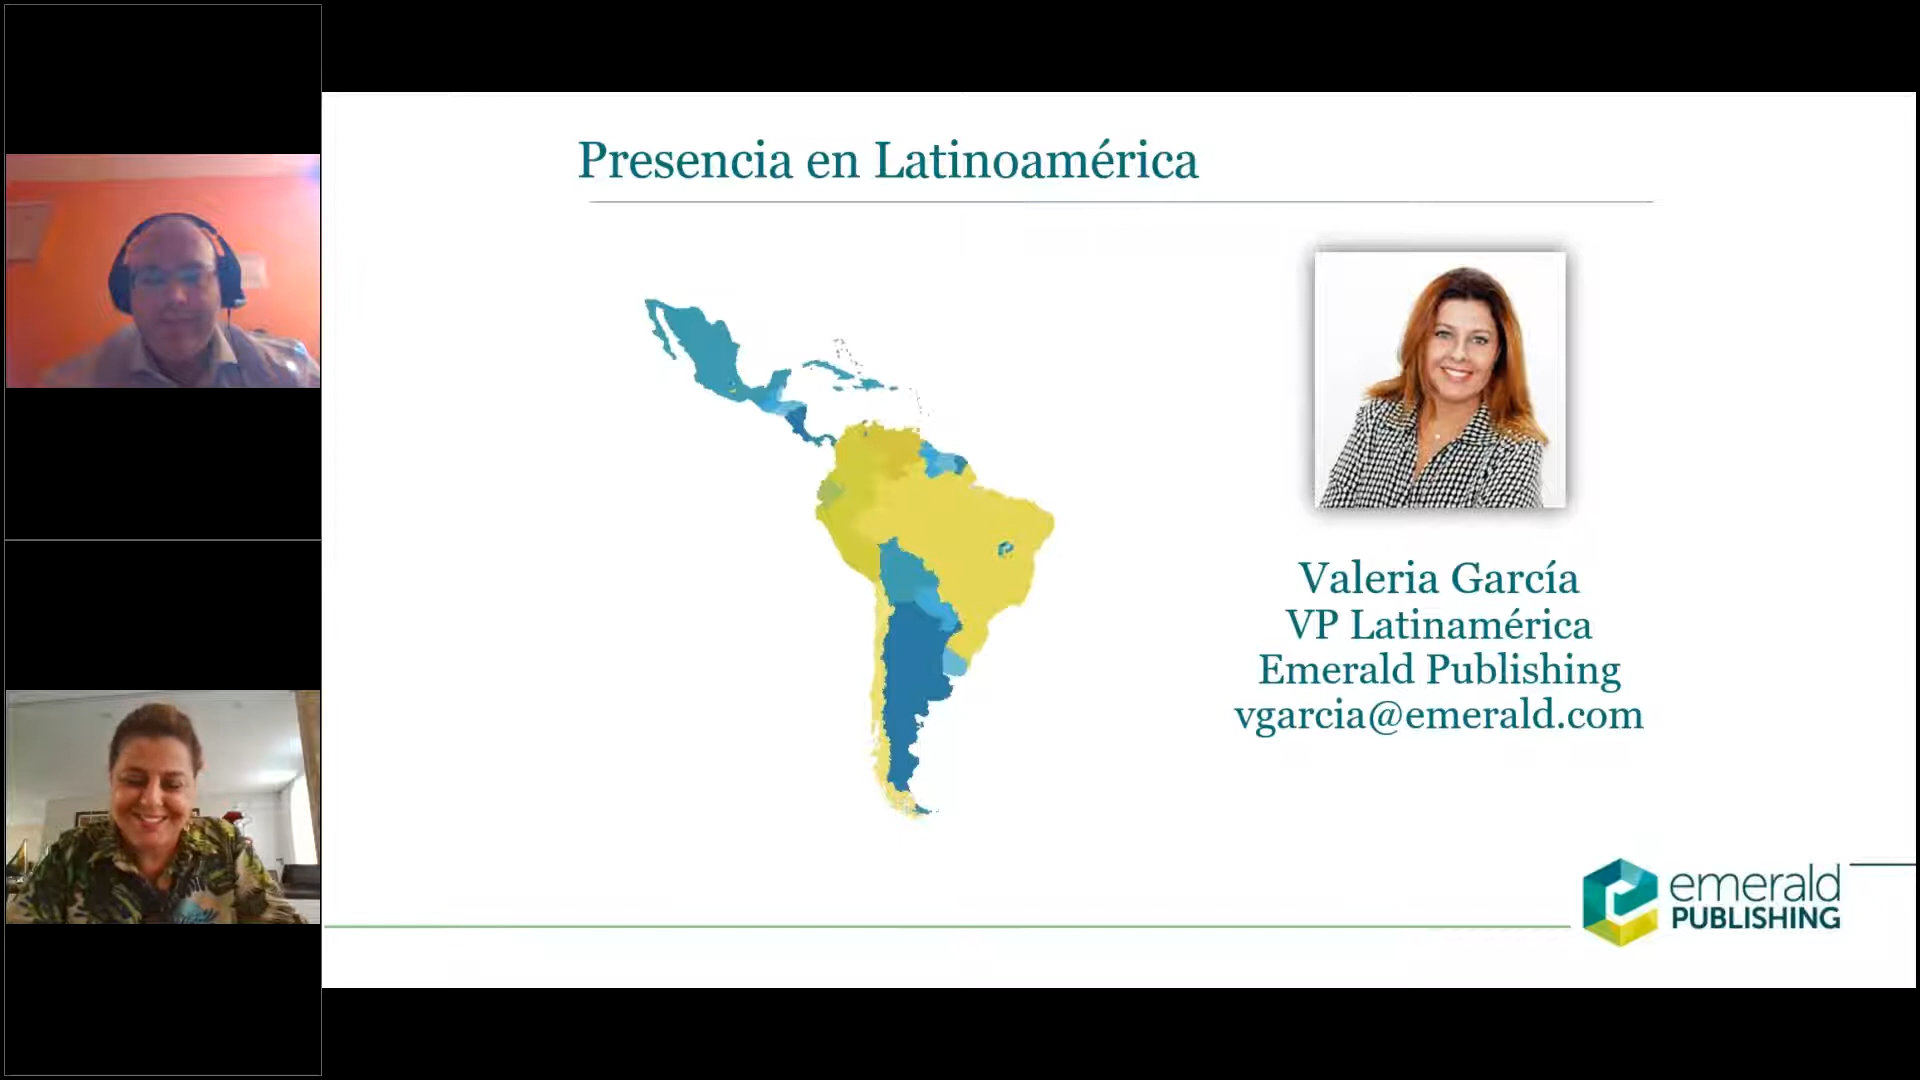 Presencia en Latinoamérica
Valeria García
VP Latinamérica
Emerald Publishing
vgarcia@emerald.com
emerald
PUBLISHING